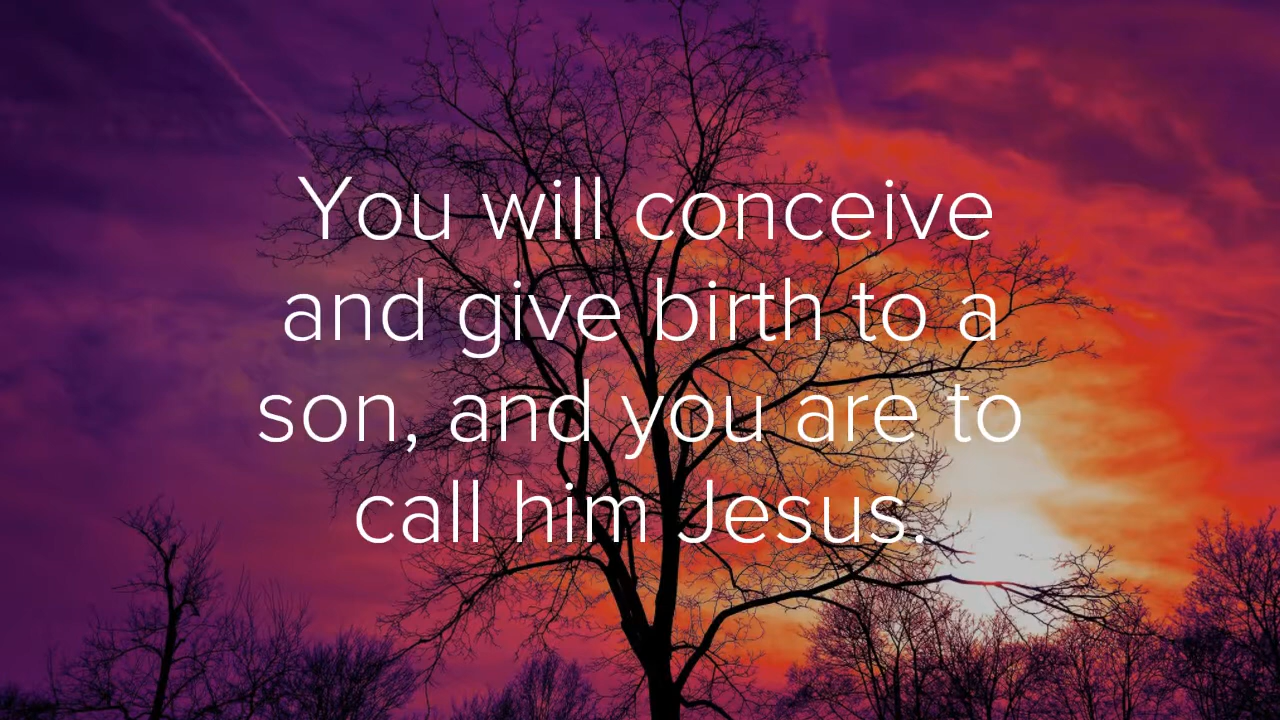 You will conceive
and give birth to a
son, and you are to
call him Jesus.